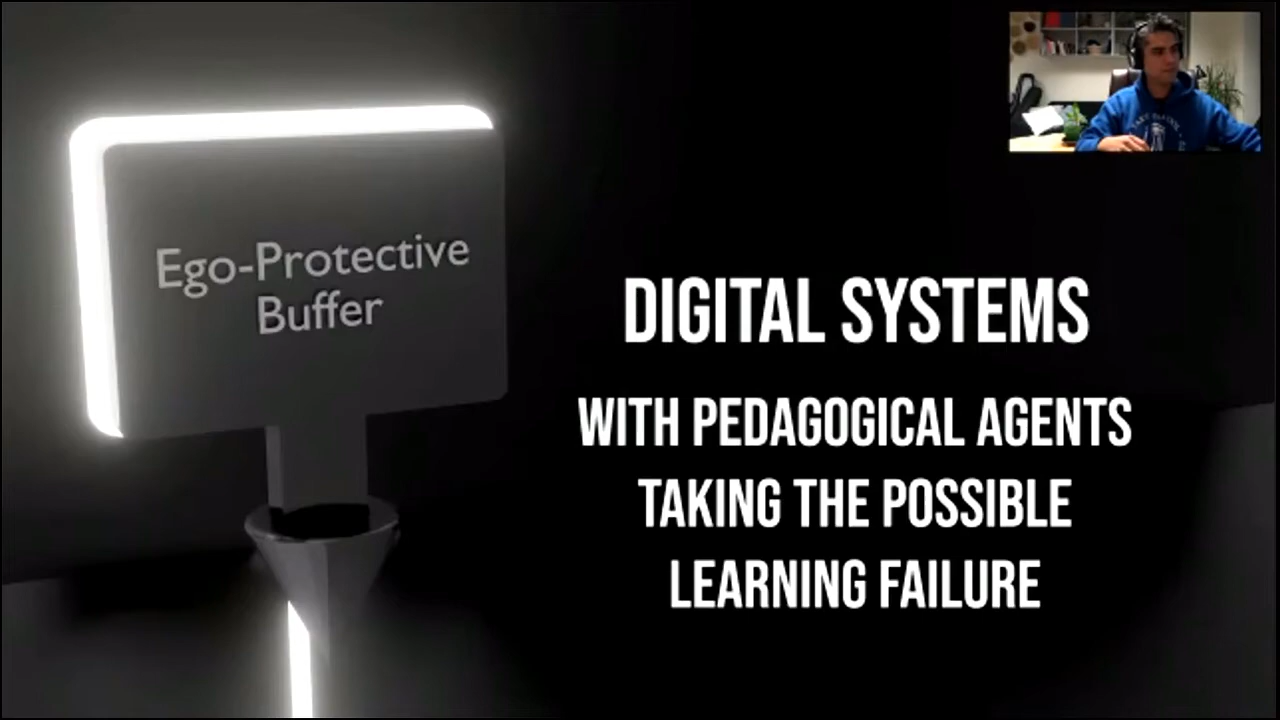 Ego-Protective
Buffer
DIGITAL SYSTEMS
WITH PEDAGOGICAL AGENTS
TAKING THE POSSIBLE
LEARNING FAILURE